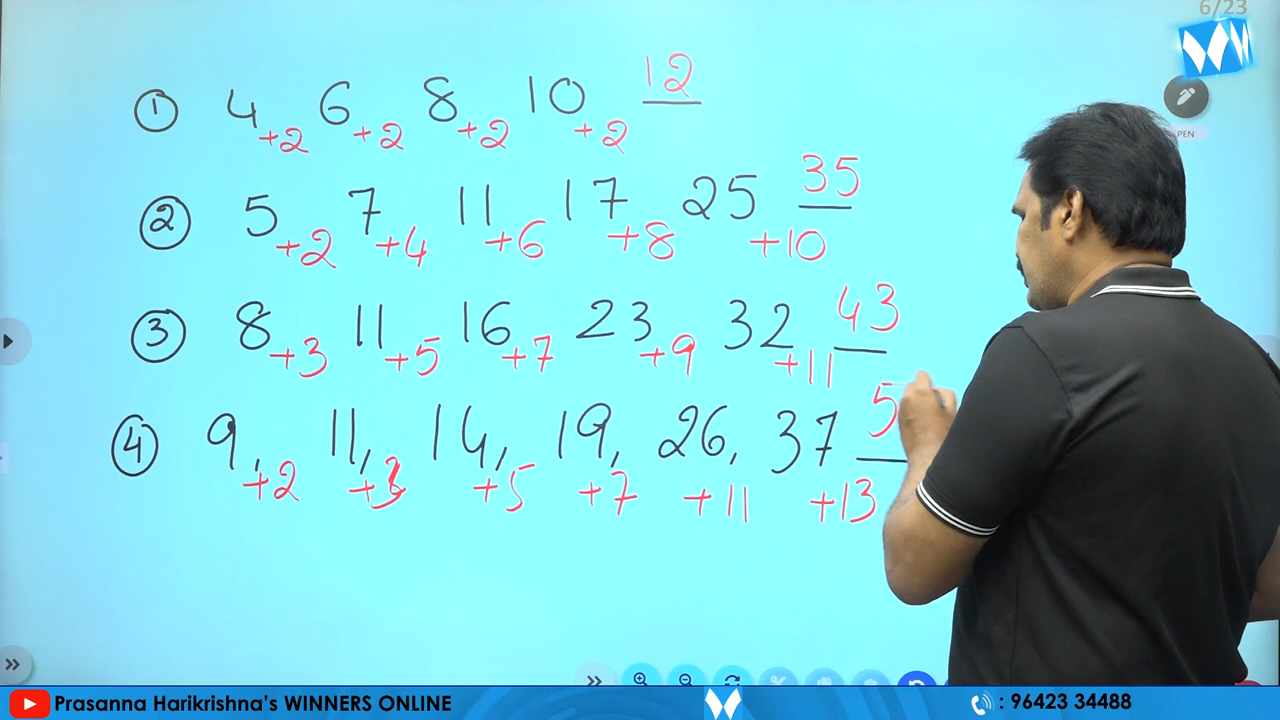 6/23
PEN
① 4 6 8 10 12
+2 +2 +2 +2
② 5 7 11 17 25 35
+2 +4 +6 +8 +10
③ 8 11 16 23 32 43
+3 +5 +7 +9 +11
④ 9, 11, 14, 19, 26, 37 5
+2 +3 +5 +7 +11 +13
Prasanna Harikrishna's WINNERS ONLINE
: 96423 34488